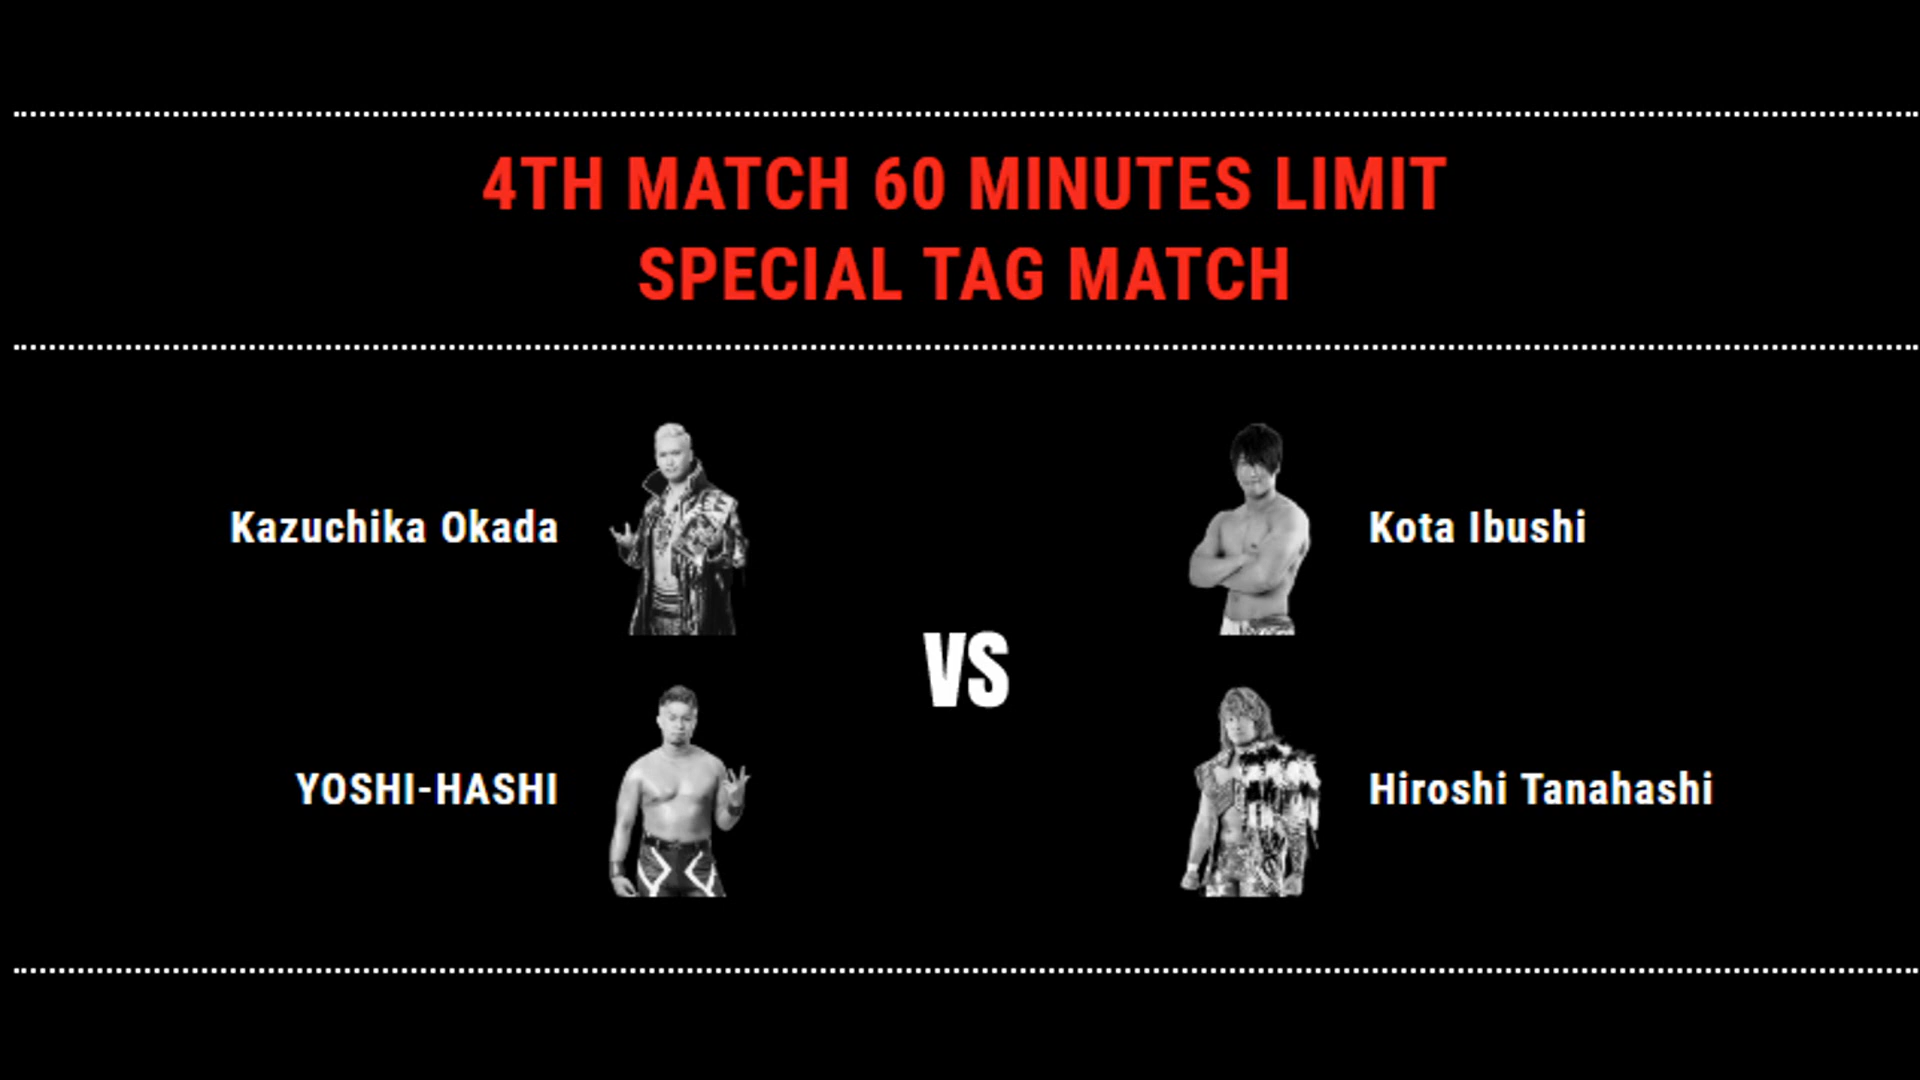 4TH MATCH 60 MINUTES LIMIT
SPECIAL TAG MATCH
Kazuchika Okada
YOSHI-HASHI
VS
Kota Ibushi
Hiroshi Tanahashi